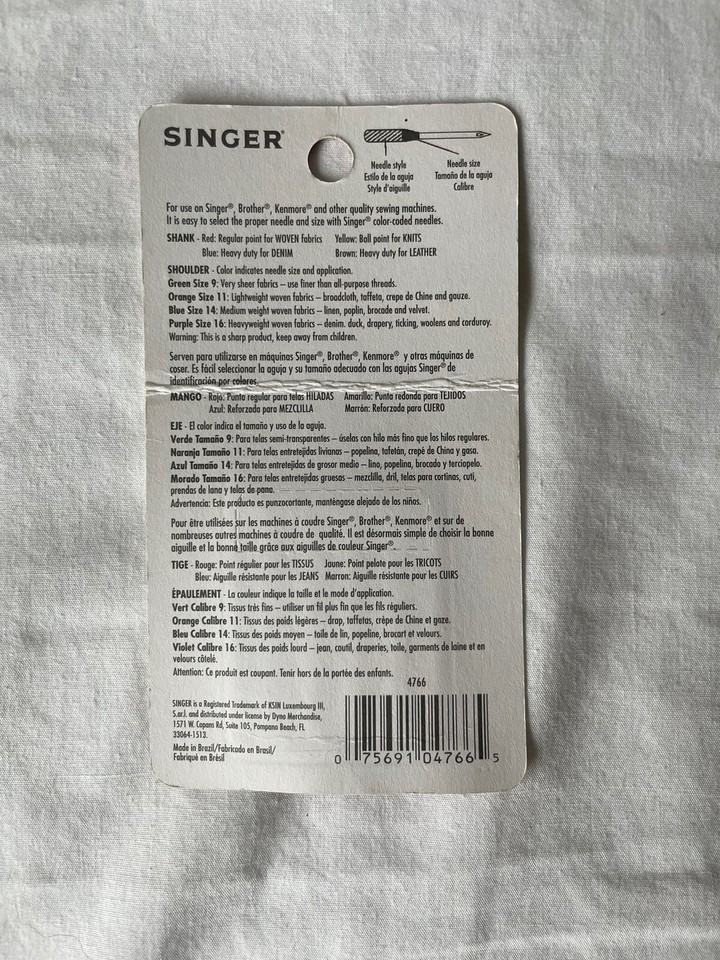 SINGER®
Needle style
Estilo de la aguja
Style d'aiguille
Needle size
Tamaño de la aguja
Calibre
For use on Singer®, Brother®, Kenmore® and other quality sewing machines.
It is easy to select the proper needle and size with Singer® color-coded needles.
SHANK - Red: Regular point for WOVEN fabrics Yellow: Ball point for KNITS
Blue: Heavy duty for DENIM Brown: Heavy duty for LEATHER
SHOULDER - Color indicates needle size and application.
Green Size 9: Very sheer fabrics – use finer than all-purpose threads.
Orange Size 11: Lightweight woven fabrics – broadcloth, taffeta, crepe de Chine and gauze.
Blue Size 14: Medium weight woven fabrics – linen, poplin, brocade and velvet.
Purple Size 16: Heavyweight woven fabrics – denim. duck, drapery, ticking, woolens and corduroy.
Warning: This is a sharp product, keep away from children.
Serven para utilizarse en máquinas Singer®, Brother®, Kenmore® y otras máquinas de
coser. Es fácil seleccionar la aguja y su tamaño adecuado con las agujas Singer® de
identificación por colores.
MANGO - Rojo: Punta regular para telas HILADAS Amarillo: Punta redonda para TEJIDOS
Azul: Reforzada para MEZCLILLA Marrón: Reforzada para CUERO
EJE - El color indica el tamaño y uso de la aguja.
Verde Tamaño 9: Para telas semi-transparentes – úselas con hilo más fino que los hilos regulares.
Naranja Tamaño 11: Para telas entretejidas livianas – popelina, tafetán, crepé de China y gasa.
Azul Tamaño 14: Para telas entretejidas de grosor medio – lino, popelina, brocado y terciopelo.
Morado Tamaño 16: Para telas entretejidas gruesas – mezclilla, dril, telas para cortinas, cutí,
prendas de lana y telas de pana.
Advertencia: Este producto es punzocortante, manténgase alejado de los niños.
Pour être utilisées sur les machines à coudre Singer®, Brother®, Kenmore® et sur de
nombreuses autres machines à coudre de qualité. Il est désormais simple de choisir la bonne
aiguille et la bonne taille grâce aux aiguilles de couleur Singer®.
TIGE - Rouge: Point régulier pour les TISSUS Jaune: Point pelote pour les TRICOTS
Bleu: Aiguille résistante pour les JEANS Marron: Aiguille résistante pour les CUIRS
ÉPAULEMENT - La couleur indique la taille et le mode d'application.
Vert Calibre 9: Tissus très fins – utiliser un fil plus fin que les fils réguliers.
Orange Calibre 11: Tissus des poids légères – drap, taffetas, crêpe de Chine et gaze.
Bleu Calibre 14: Tissus des poids moyen – toile de lin, popeline, brocart et velours.
Violet Calibre 16: Tissus des poids lourd – jean, coutil, draperies, toile, garments de laine et en
velours côtelé.
Attention: Ce produit est coupant. Tenir hors de la portée des enfants.
4766
SINGER is a Registered Trademark of KSIN Luxembourg III,
S.ar.l. and distributed under license by Dyno Merchandise,
1571 W. Copans Rd, Suite 105, Pompano Beach, FL
33064-1513.
Made in Brazil/Fabricado en Brasil/
Fabriqué en Brésil
0 75691 04766 5